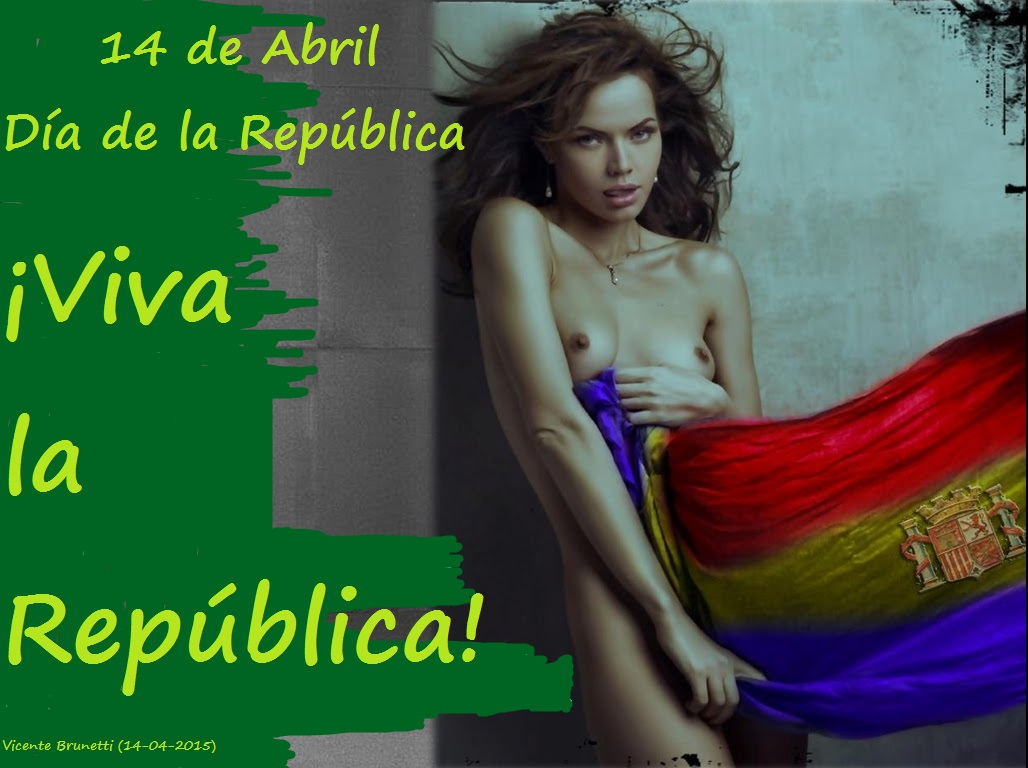 14 de Abril
Día de la República
¡Viva
la
República!
Vicente Brunetti (14-04-2015)